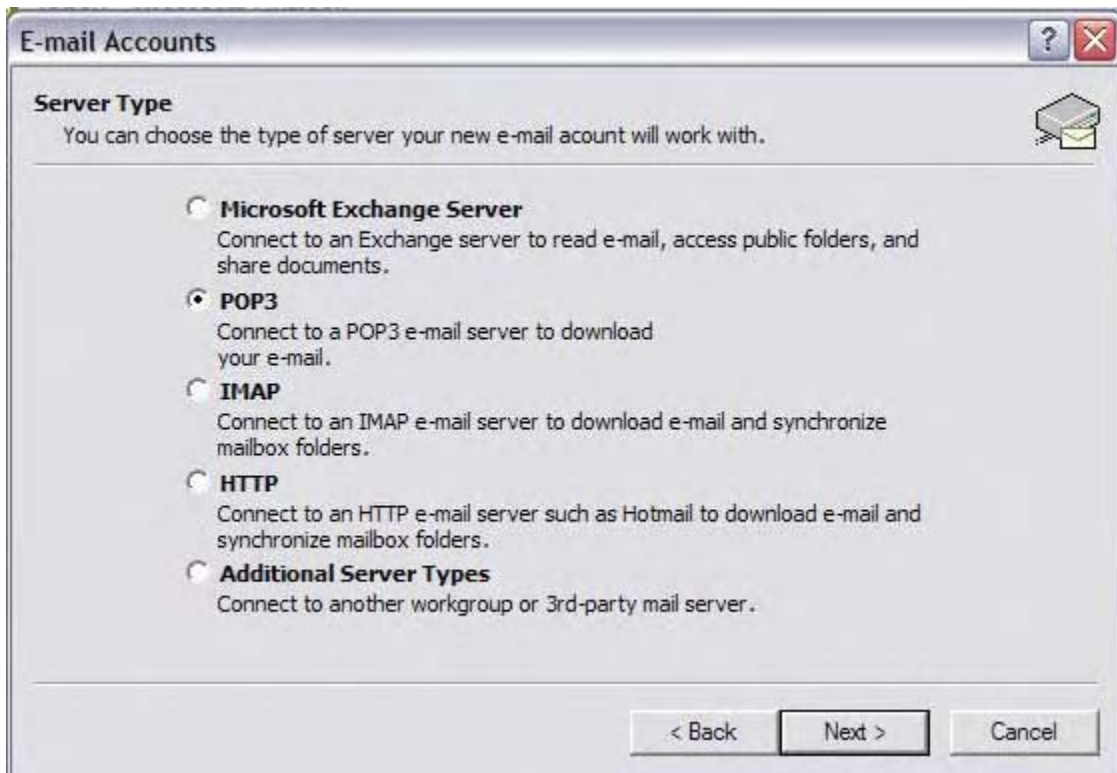 E-mail Accounts
?
Server Type
You can choose the type of server your new e-mail acount will work with.
Microsoft Exchange Server
Connect to an Exchange server to read e-mail, access public folders, and
share documents.
POP3
Connect to a POP3 e-mail server to download
your e-mail.
IMAP
Connect to an IMAP e-mail server to download e-mail and synchronize
mailbox folders.
HTTP
Connect to an HTTP e-mail server such as Hotmail to download e-mail and
synchronize mailbox folders.
Additional Server Types
Connect to another workgroup or 3rd-party mail server.
< Back
Next >
Cancel